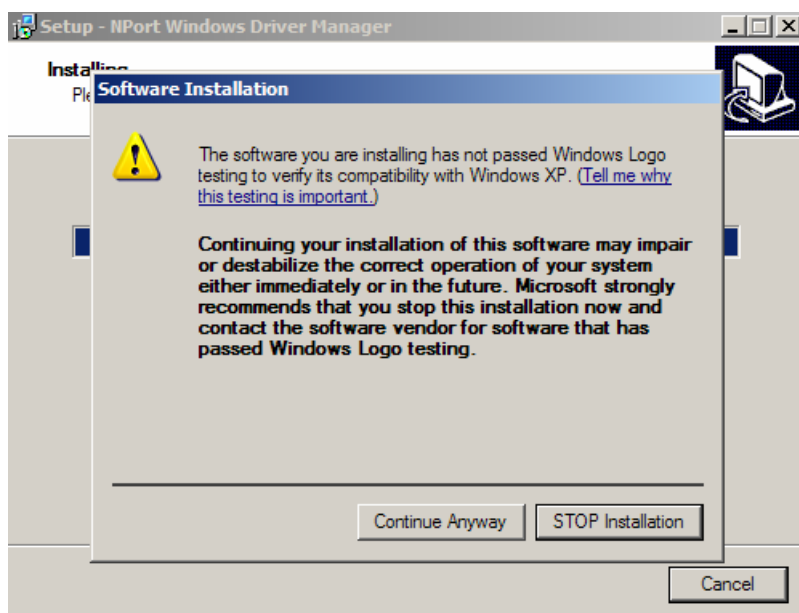 Setup - NPort Windows Driver Manager
Software Installation
The software you are installing has not passed Windows Logo
testing to verify its compatibility with Windows XP. (Tell me why
this testing is important.)
Continuing your installation of this software may impair
or destabilize the correct operation of your system
either immediately or in the future. Microsoft strongly
recommends that you stop this installation now and
contact the software vendor for software that has
passed Windows Logo testing.
Continue Anyway
STOP Installation
Cancel